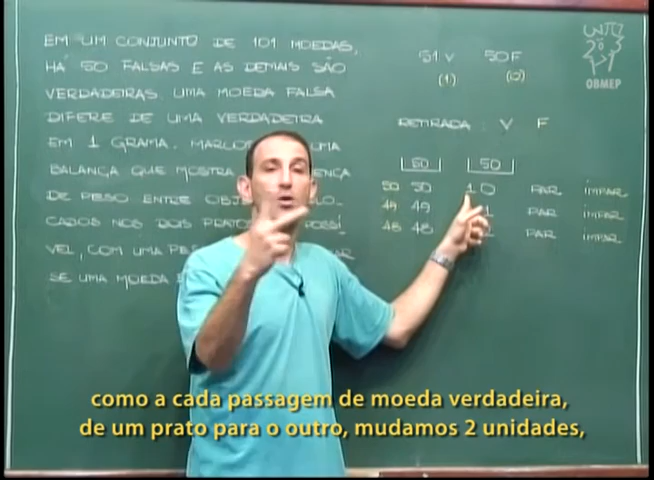 EM UM CONJUNTO DE 101 MOEDAS,
HÁ 50 FALSAS E AS DEMAIS SÃO
VERDADEIRAS. UMA MOEDA FALSA
DIFERE DE UMA VERDADEIRA
EM 1 GRAMA. UMA
BALANÇA QUE MOSTRA
DE PESO ENTRE
CADOS NOS DOIS POSSÍ_
VEL, COM UMA
SE UMA MOEDA
51 V 50 F
(1) (0)
OBMEP
RETIRADA: V F
50 50
50 50 1 0 PAR ÍMPAR
49 49 PAR ÍMPAR
48 48 PAR ÍMPAR
como a cada passagem de moeda verdadeira,
de um prato para o outro, mudamos 2 unidades,